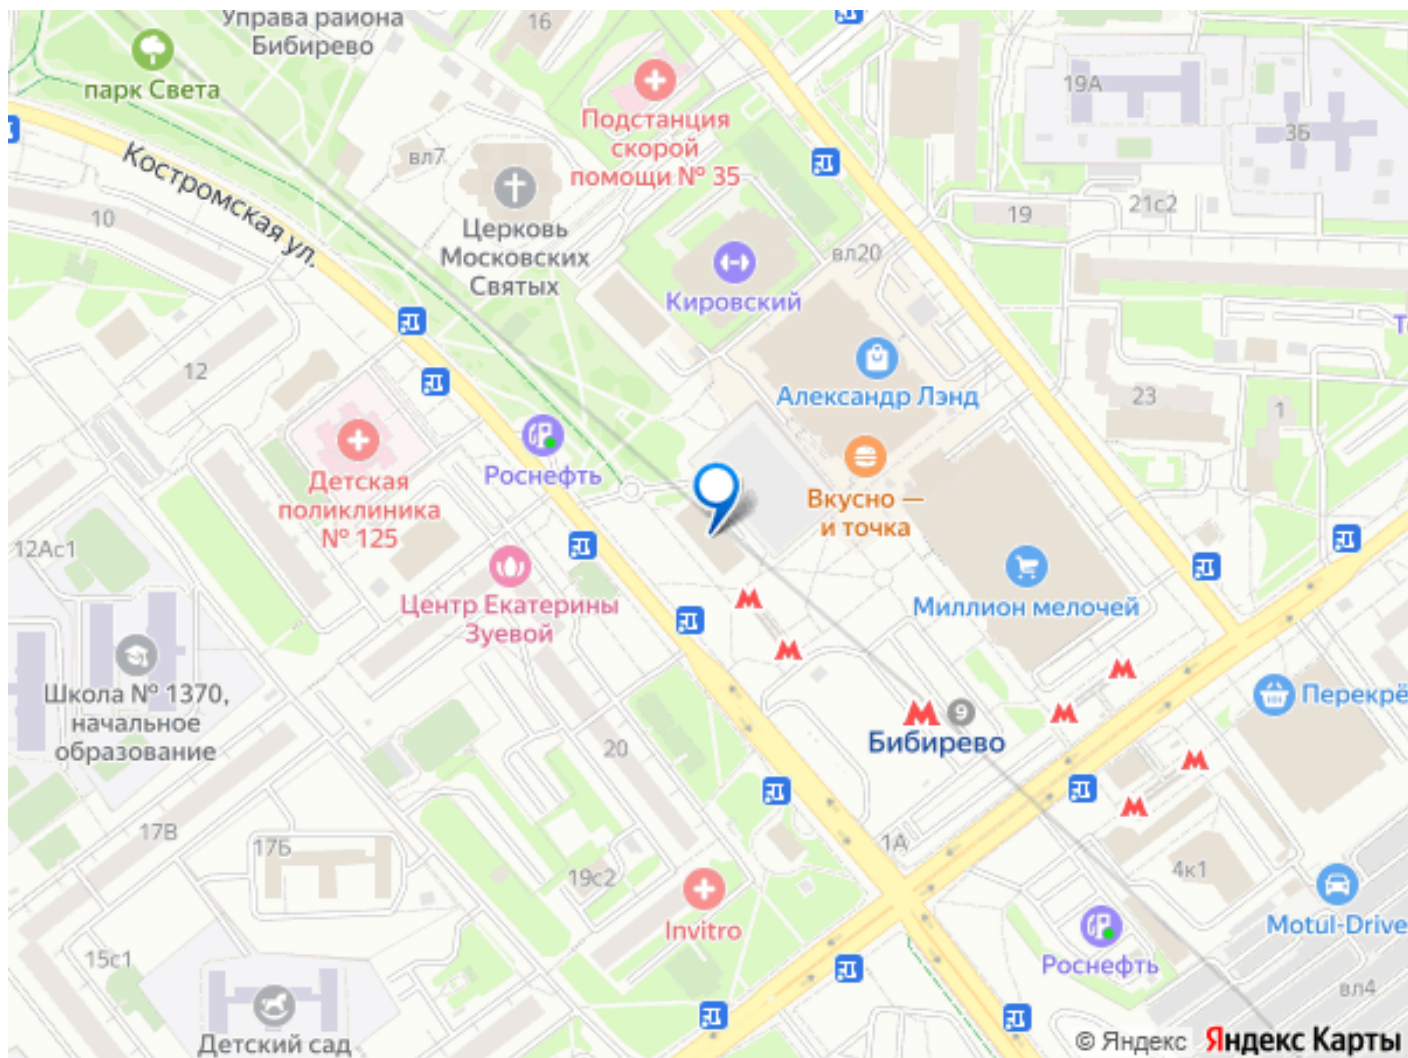 Управа района
Бибирево
16
парк Света
Подстанция
скорой
помощи № 35
19А
3Б
Костромская ул.
вл7
10
Церковь
Московских
Святых
19
21с2
вл20
Кировский
12
Александр Лэнд
23
1
Роснефть
Детская
поликлиника
№ 125
Вкусно —
и точка
12Ас1
Центр Екатерины
Зуевой
Миллион мелочей
Школа № 1370,
начальное
образование
М
М
М
М
М
9
Бибирево
Перекрё
20
М
М
17В
17Б
1А
19с2
4к1
Invitro
Motul-Drive
15с1
Роснефть
вл4
Детский сад
© Яндекс
Яндекс Карты